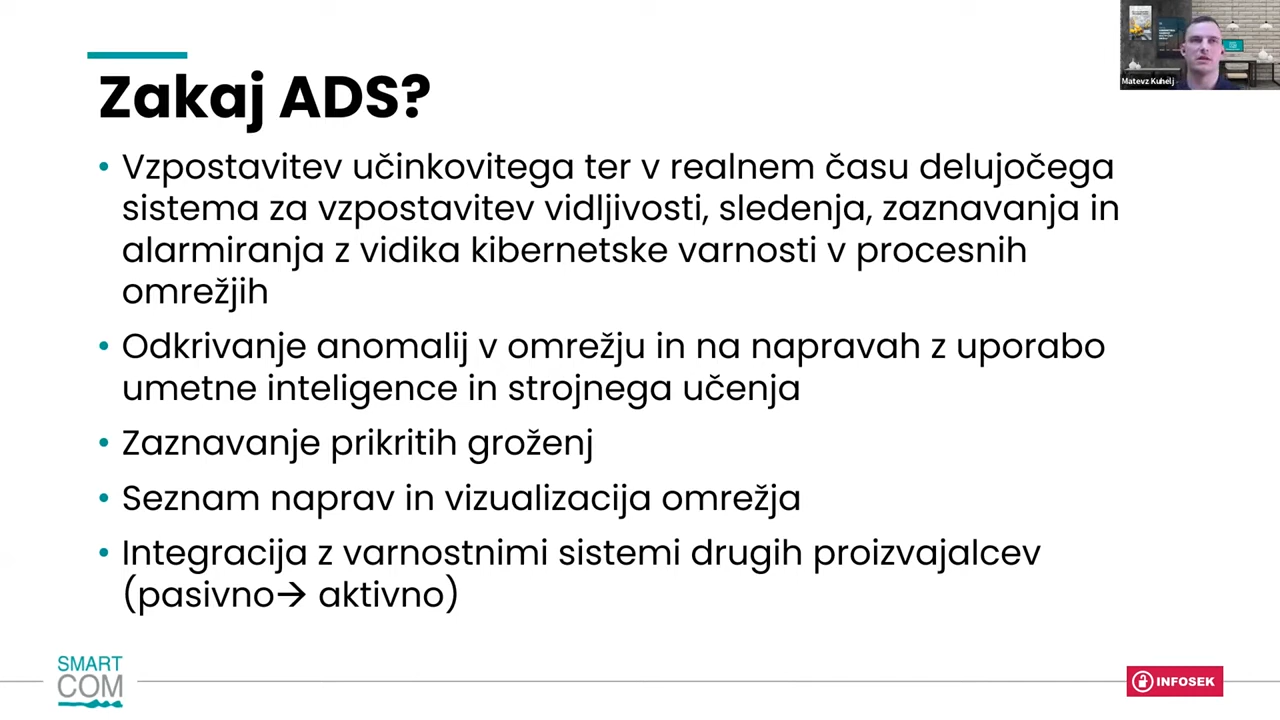 Zakaj ADS?
• Vzpostavitev učinkovitega ter v realnem času delujočega
sistema za vzpostavitev vidljivosti, sledenja, zaznavanja in
alarmiranja z vidika kibernetske varnosti v procesnih
omrežjih
• Odkrivanje anomalij v omrežju in na napravah z uporabo
umetne inteligence in strojnega učenja
• Zaznavanje prikritih groženj
• Seznam naprav in vizualizacija omrežja
• Integracija z varnostnimi sistemi drugih proizvajalcev
(pasivno→ aktivno)
Matevz Kuhelj
SMART
COM
INFOSEK